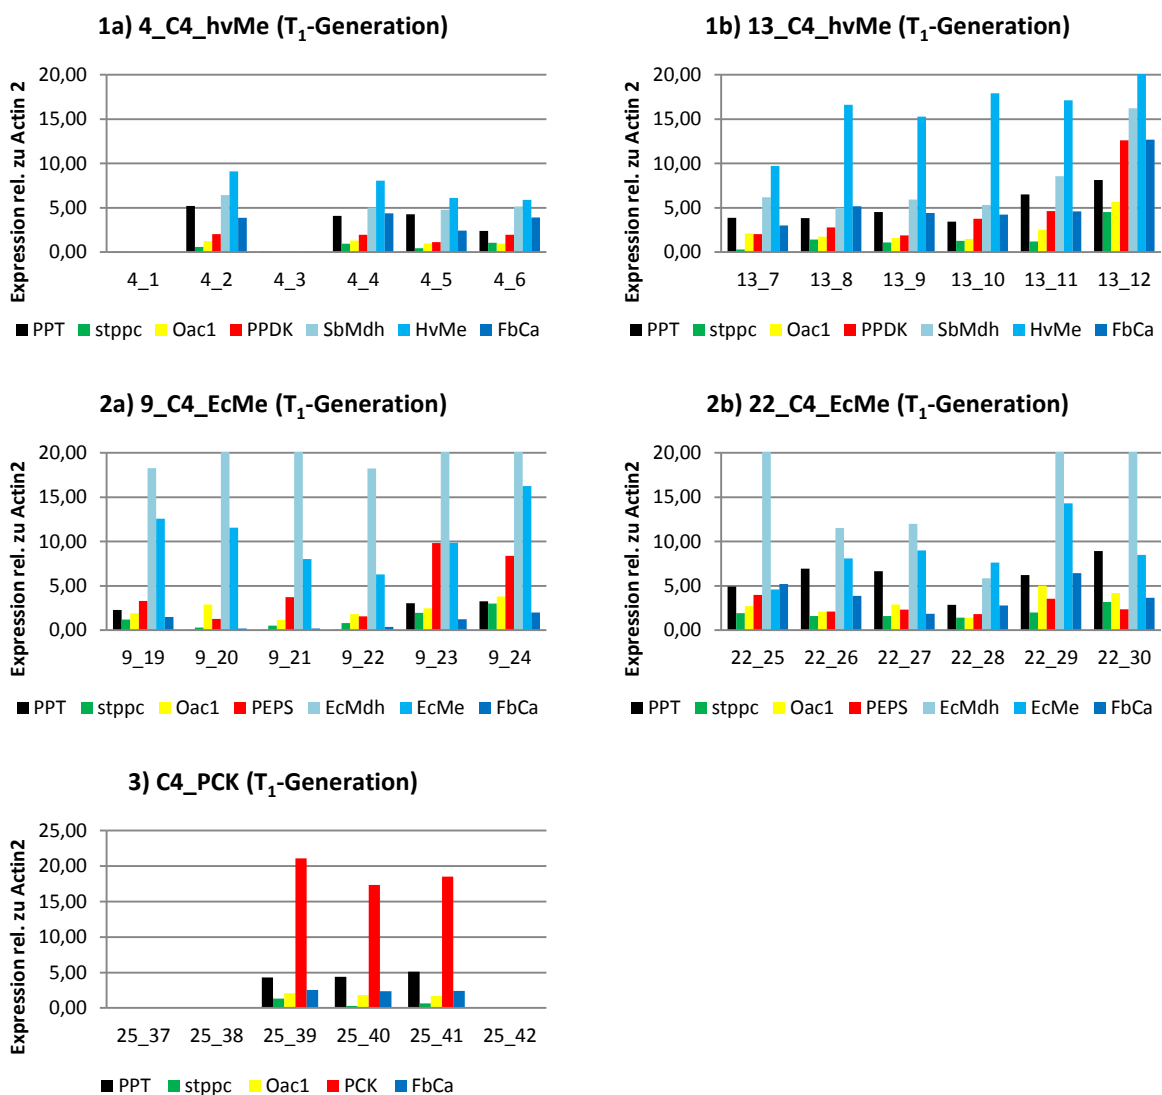 1a) 4_C4_hvMe (T1-Generation)
Expression rel. zu Actin 2
20,00
15,00
10,00
5,00
0,00
4_1 4_2 4_3 4_4 4_5 4_6
PPT stppc Oac1 PPDK SbMdh HvMe FbCa
1b) 13_C4_hvMe (T1-Generation)
Expression rel. zu Actin 2
20,00
15,00
10,00
5,00
0,00
13_7 13_8 13_9 13_10 13_11 13_12
PPT stppc Oac1 PPDK SbMdh HvMe FbCa
2a) 9_C4_EcMe (T1-Generation)
Expression rel. zu Actin2
20,00
15,00
10,00
5,00
0,00
9_19 9_20 9_21 9_22 9_23 9_24
PPT stppc Oac1 PEPS EcMdh EcMe FbCa
2b) 22_C4_EcMe (T1-Generation)
Expression rel. zu Actin2
20,00
15,00
10,00
5,00
0,00
22_25 22_26 22_27 22_28 22_29 22_30
PPT stppc Oac1 PEPS EcMdh EcMe FbCa
3) C4_PCK (T1-Generation)
Expression rel. zu Actin2
25,00
20,00
15,00
10,00
5,00
0,00
25_37 25_38 25_39 25_40 25_41 25_42
PPT stppc Oac1 PCK FbCa